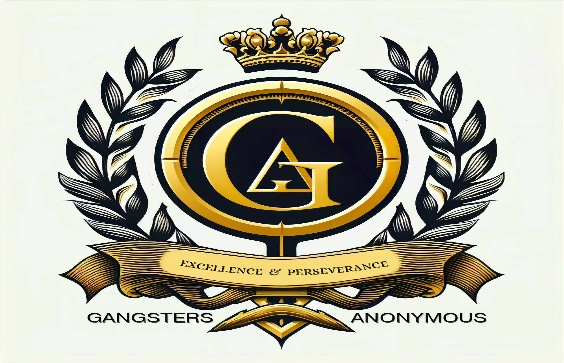 GA
EXCELLENCE & PERSEVERANCE
GANGSTERS ANONYMOUS